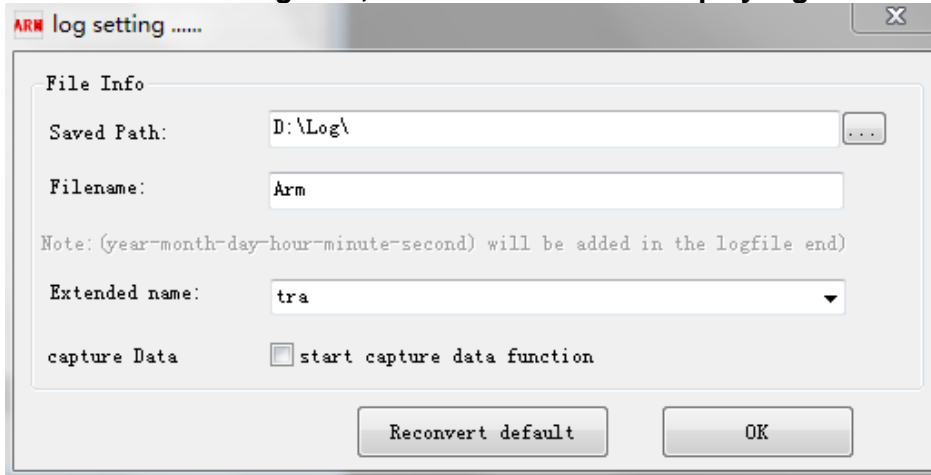 ARM log setting ......
File Info
Saved Path: D:\Log\ ...
Filename: Arm
Note:(year-month-day-hour-minute-second) will be added in the logfile end)
Extended name: tra
capture Data start capture data function
Reconvert default OK